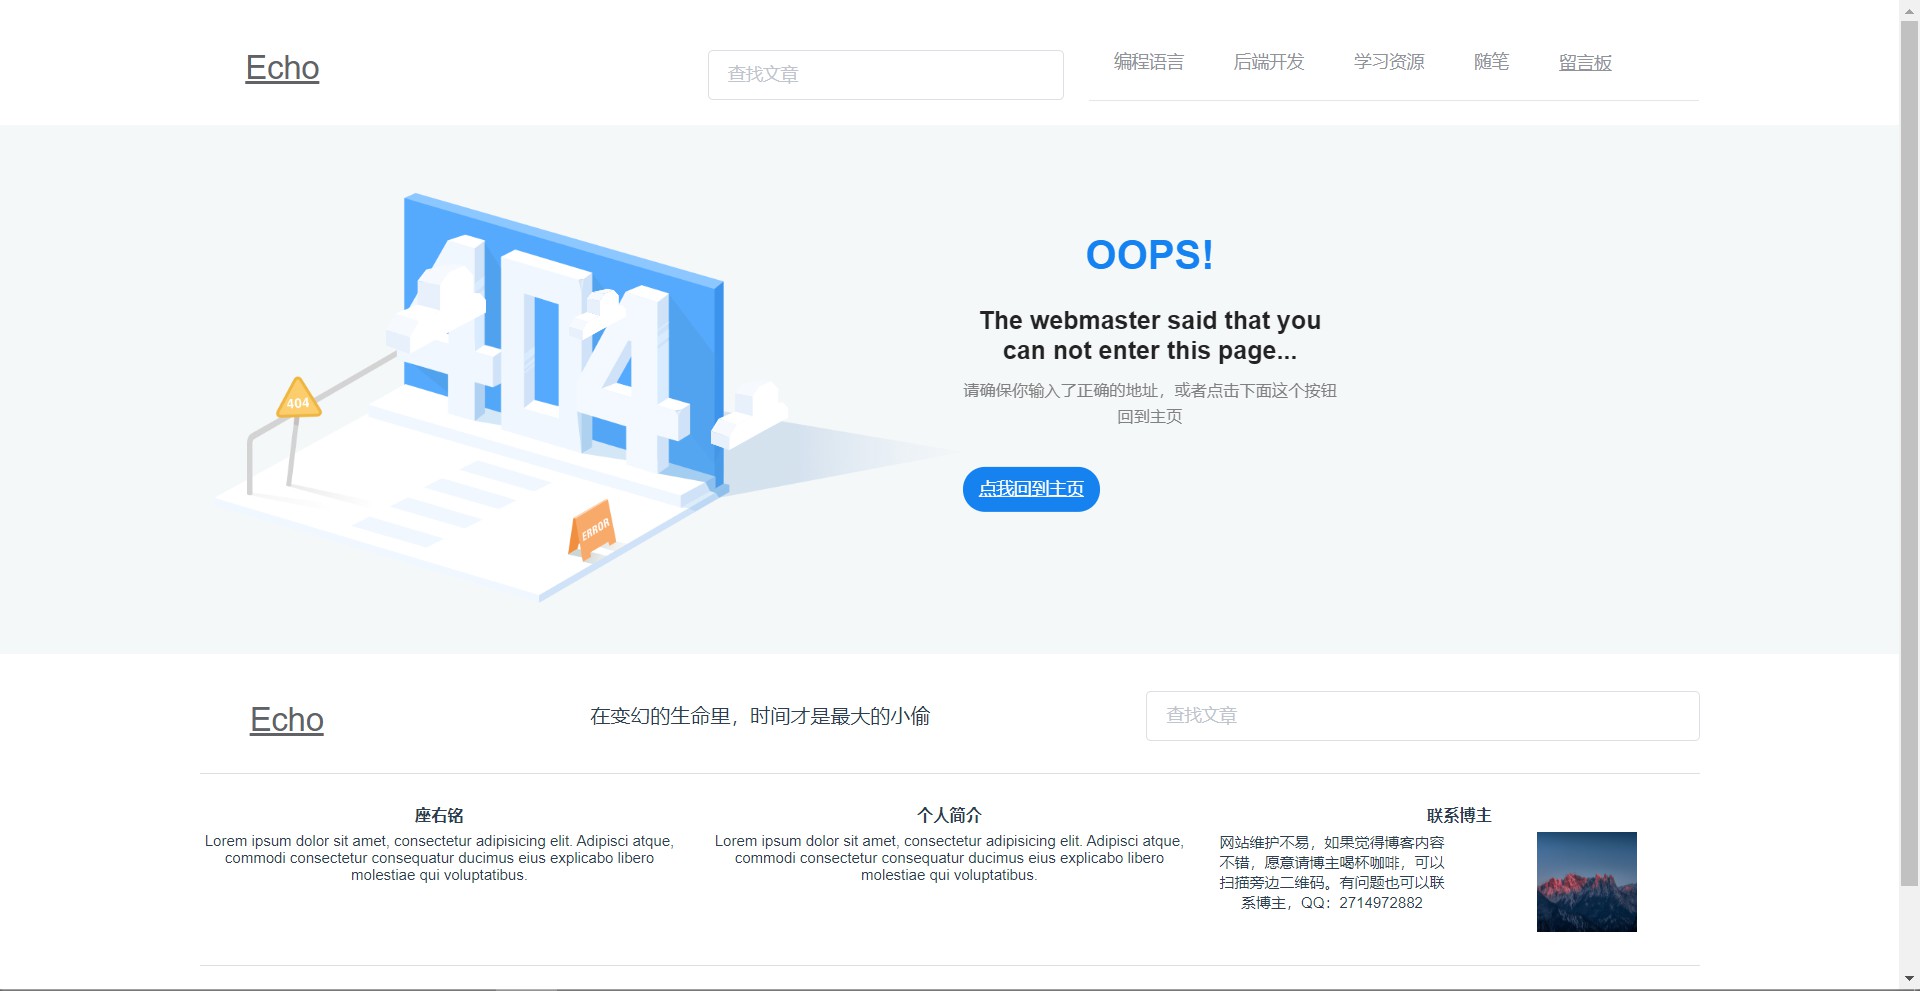 Echo
查找文章
编程语言 后端开发 学习资源 随笔 留言板
404
404
ERROR
OOPS!
The webmaster said that you
can not enter this page...
请确保你输入了正确的地址，或者点击下面这个按钮
回到主页
点我回到主页
Echo
在变幻的生命里，时间才是最大的小偷
查找文章
座右铭
Lorem ipsum dolor sit amet, consectetur adipisicing elit. Adipisci atque,
commodi consectetur consequatur ducimus eius explicabo libero
molestiae qui voluptatibus.
个人简介
Lorem ipsum dolor sit amet, consectetur adipisicing elit. Adipisci atque,
commodi consectetur consequatur ducimus eius explicabo libero
molestiae qui voluptatibus.
联系博主
网站维护不易，如果觉得博客内容
不错，愿意请博主喝杯咖啡，可以
扫描旁边二维码。有问题也可以联
系博主，QQ：2714972882